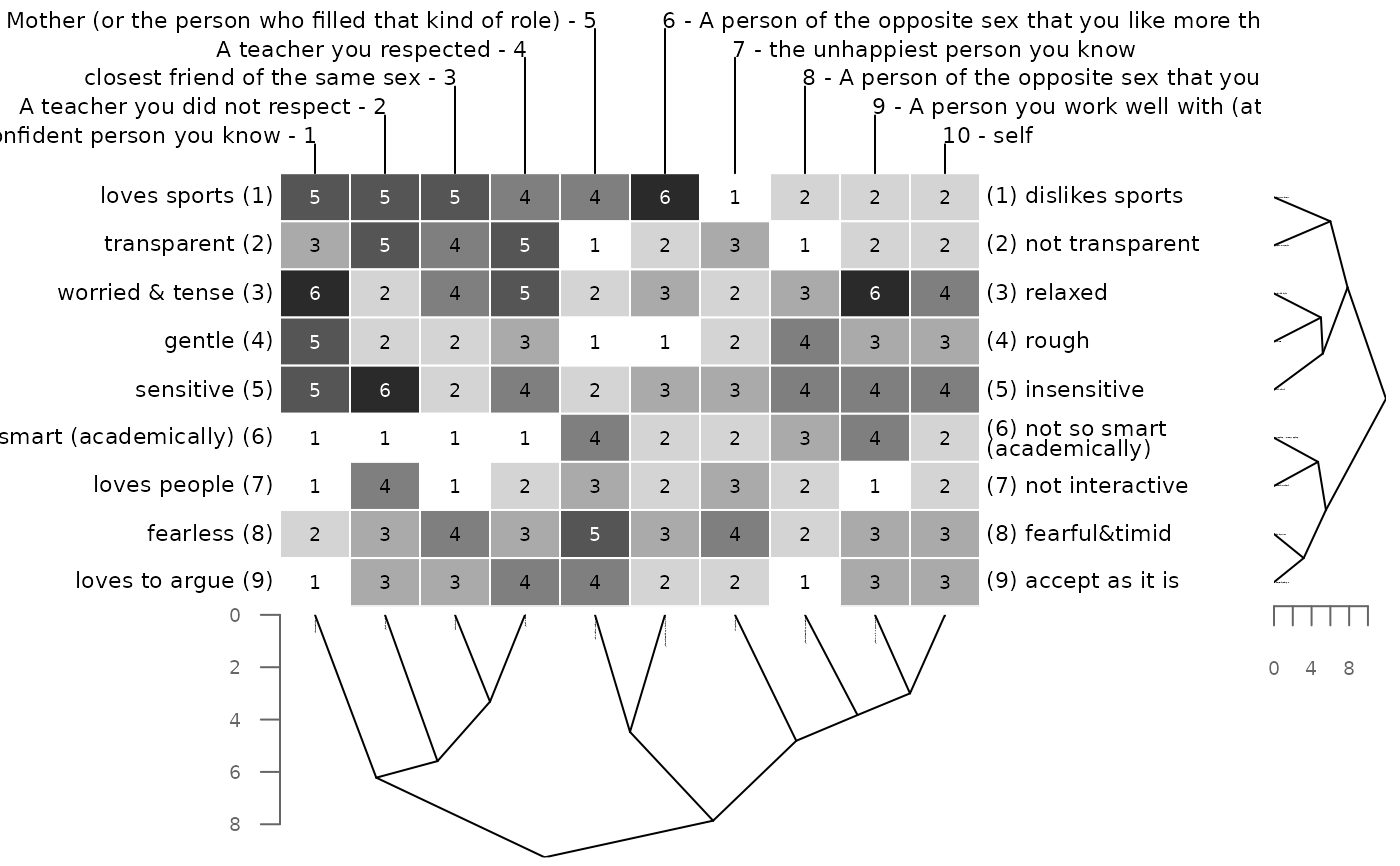 Mother (or the person who filled that kind of role) - 5
6 - A person of the opposite sex that you like more th
A teacher you respected - 4
7 - the unhappiest person you know
closest friend of the same sex - 3
8 - A person of the opposite sex that you
A teacher you did not respect - 2
9 - A person you work well with (at
nfident person you know - 1
10 - self
loves sports (1) 5 5 5 4 4 6 1 2 2 2 (1) dislikes sports
transparent (2) 3 5 4 5 1 2 3 1 2 2 (2) not transparent
worried & tense (3) 6 2 4 5 2 3 2 3 6 4 (3) relaxed
gentle (4) 5 2 2 3 1 1 2 4 3 3 (4) rough
sensitive (5) 5 6 2 4 2 3 3 4 4 4 (5) insensitive
smart (academically) (6) 1 1 1 1 4 2 2 3 4 2 (6) not so smart
(academically)
loves people (7) 1 4 1 2 3 2 3 2 1 2 (7) not interactive
fearless (8) 2 3 4 3 5 3 4 2 3 3 (8) fearful&timid
loves to argue (9) 1 3 3 4 4 2 2 1 3 3 (9) accept as it is
0
2
4
6
8
0 4 8